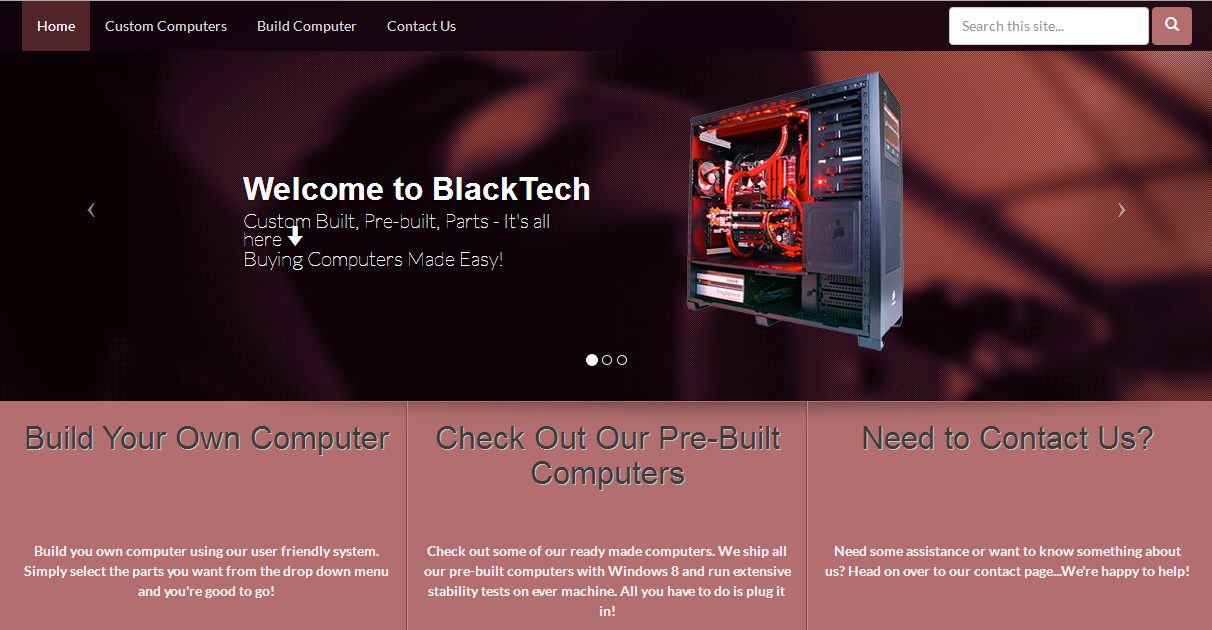 Home Custom Computers Build Computer Contact Us Search this site...
Welcome to BlackTech
Custom Built, Pre-built, Parts - It's all
here
Buying Computers Made Easy!
Build Your Own Computer
Build you own computer using our user friendly system.
Simply select the parts you want from the drop down menu
and you're good to go!
Check Out Our Pre-Built
Computers
Check out some of our ready made computers. We ship all
our pre-built computers with Windows 8 and run extensive
stability tests on ever machine. All you have to do is plug it
in!
Need to Contact Us?
Need some assistance or want to know something about
us? Head on over to our contact page...We're happy to help!